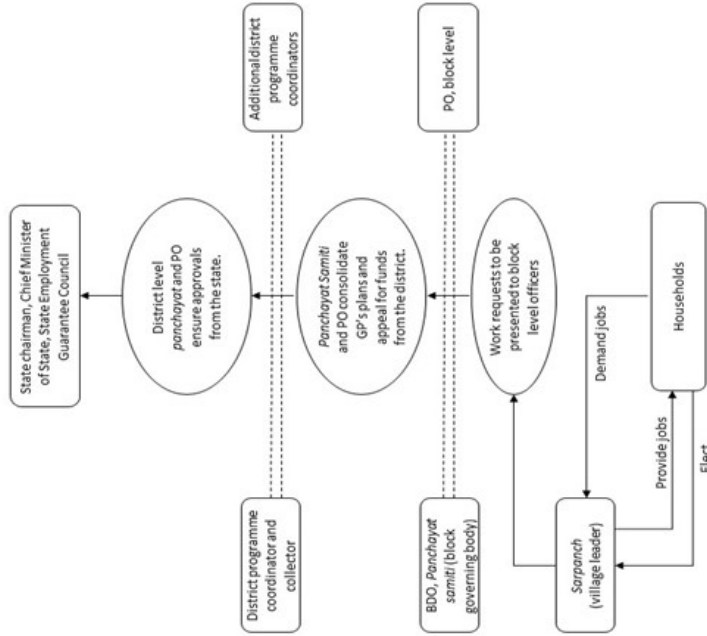 State chairman, Chief Minister
of State, State Employment
Guarantee Council
District level
panchayat and PO
ensure approvals
from the state.
District programme
coordinator and
collector
Additional district
programme
coordinators
Panchayat Samiti
and PO consolidate
GP's plans and
appeal for funds
from the district.
BDO, Panchayat
samiti (block
governing body)
PO, block level
Work requests to be
presented to block
level officers
Sarpanch
(village leader)
Demand jobs
Provide jobs
Elect
Households